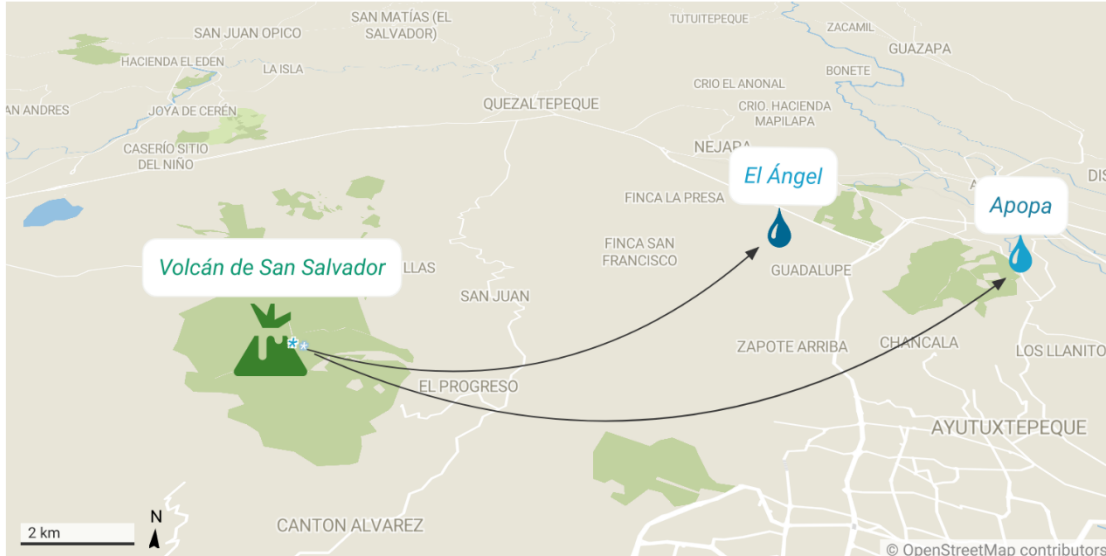 SAN MATÍAS (EL
SALVADOR)
TUTUITEPEQUE
ZACAMIL
SAN JUAN OPICO
GUAZAPA
HACIENDA EL EDEN
LA ISLA
BONETE
CRIO EL ANONAL
AN ANDRES
JOYA DE CERÉN
QUEZALTEPEQUE
CRIO. HACIENDA
MAPILAPA
CASERÍO SITIO
DEL NIÑO
NEJAPA
El Ángel
DIS
FINCA LA PRESA
Apopa
FINCA SAN
FRANCISCO
Volcán de San Salvador
LLAS
GUADALUPE
SAN JUAN
ZAPOTE ARRIBA
CHANCALA
LOS LLANITO
EL PROGRESO
AYUTUXTEPEQUE
CANTON ALVAREZ
2 km
N
© OpenStreetMap contributors